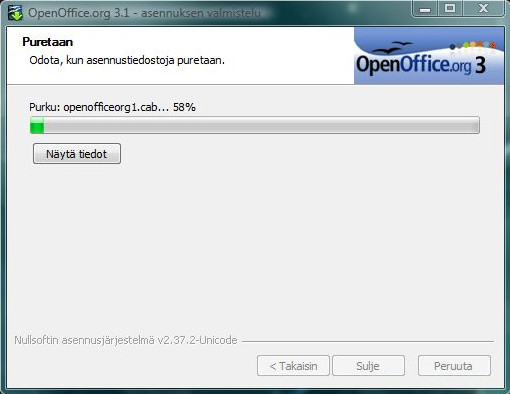 OpenOffice.org 3.1 - asennuksen valmistelu
Puretaan
Odota, kun asennustiedostoja puretaan.
OpenOffice.org 3
Purku: openofficeorg1.cab... 58%
Näytä tiedot
Nullsoftin asennusjärjestelmä v2.37.2-Unicode
< Takaisin
Sulje
Peruuta